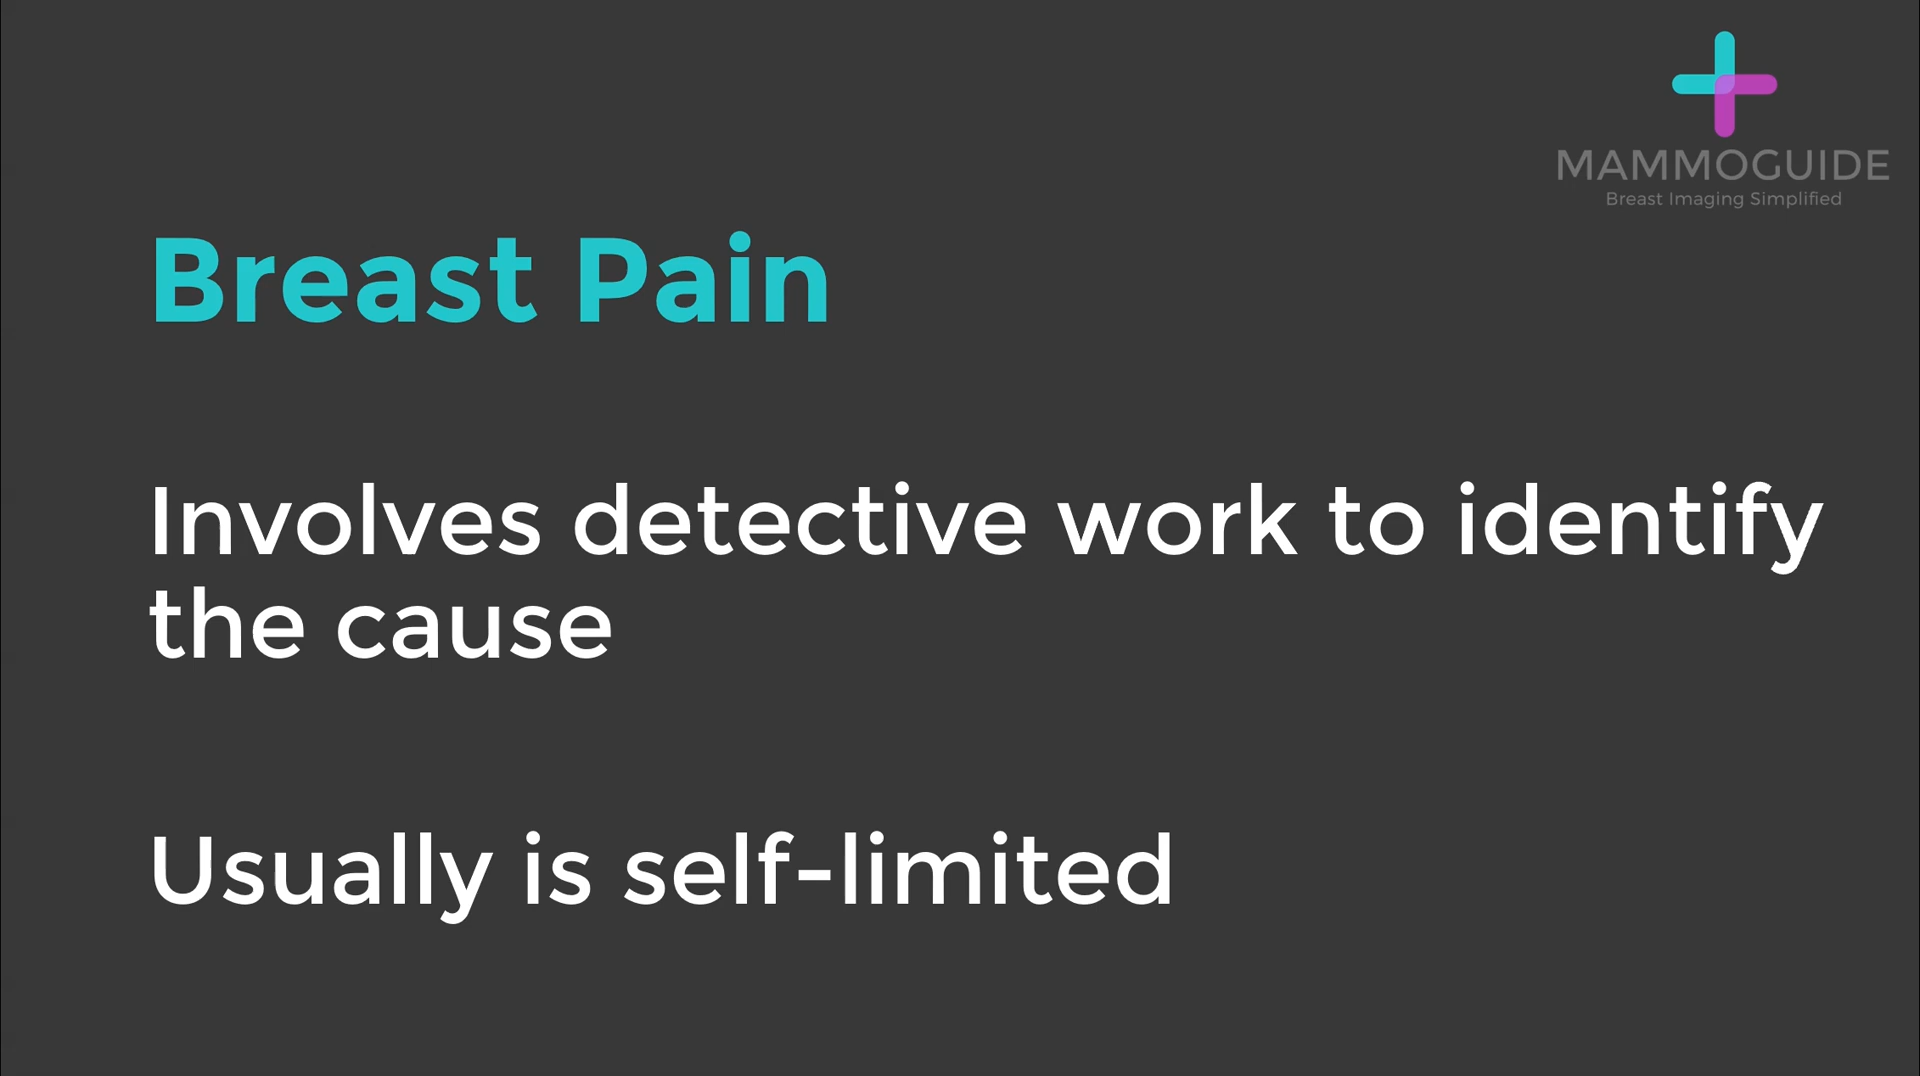 MAMMOGUIDE
Breast Imaging Simplified
Breast Pain
Involves detective work to identify
the cause
Usually is self-limited